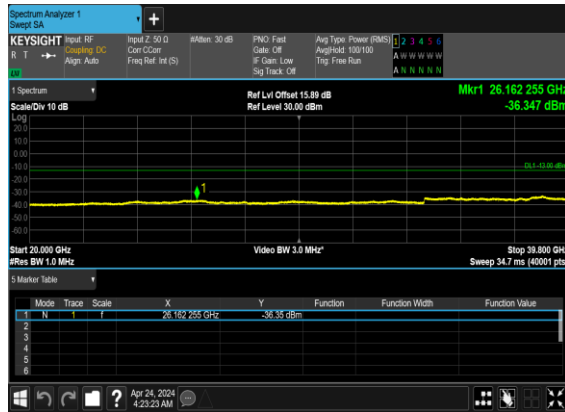 Spectrum Analyzer 1
Swept SA
+
KEYSIGHT Input: RF Input Z: 50 Ω #Atten: 30 dB PNO: Fast Avg Type: Power (RMS) 1 2 3 4 5 6
R T Coupling: DC Corr CCorr Gate: Off Avg|Hold: 100/100 A W W W W W
Align: Auto Freq Ref: Int (S) IF Gain: Low Trig: Free Run
Sig Track: Off A N N N N N
1 Spectrum
Ref Lvl Offset 15.89 dB Mkr1 26.162 255 GHz
Scale/Div 10 dB Ref Level 30.00 dBm -36.347 dBm
Log
20.0
10.0
0.00
-10.0 DL1 -13.00 dBm
-20.0
-30.0 1
-40.0
-50.0
-60.0
Start 20.000 GHz Video BW 3.0 MHz* Stop 39.800 GHz
#Res BW 1.0 MHz Sweep 34.7 ms (40001 pts)
5 Marker Table
Mode Trace Scale X Y Function Function Width Function Value
1 N 1 f 26.162 255 GHz -36.35 dBm
2
3
4
5
6
? Apr 24, 2024
4:23:23 AM